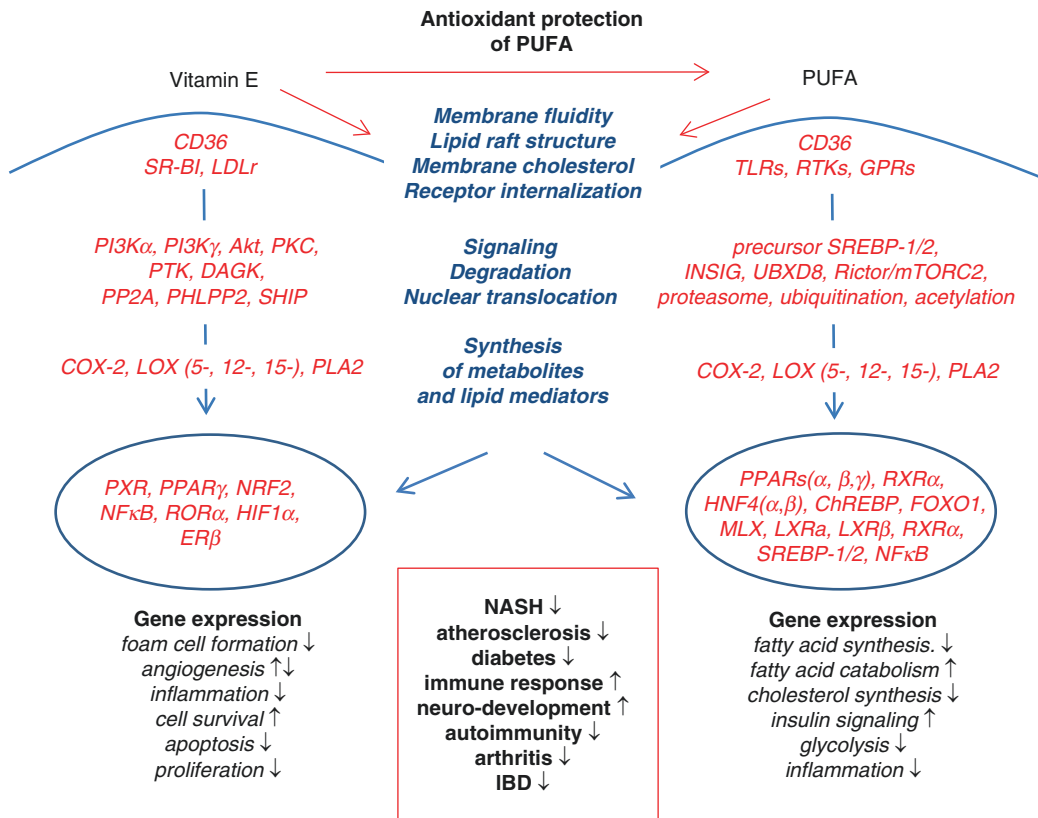 Antioxidant protection
of PUFA
Vitamin E
PUFA
Membrane fluidity
Lipid raft structure
Membrane cholesterol
Receptor internalization
CD36
SR-BI, LDLr
CD36
TLRs, RTKs, GPRs
PI3Kα, PI3Kγ, Akt, PKC,
PTK, DAGK,
PP2A, PHLPP2, SHIP
Signaling
Degradation
Nuclear translocation
precursor SREBP-1/2,
INSIG, UBXD8, Rictor/mTORC2,
proteasome, ubiquitination, acetylation
COX-2, LOX (5-, 12-, 15-), PLA2
Synthesis
of metabolites
and lipid mediators
COX-2, LOX (5-, 12-, 15-), PLA2
PXR, PPARγ, NRF2,
NFκB, RORα, HIF1α,
ERβ
PPARs(α, β,γ), RXRα,
HNF4(α,β), ChREBP, FOXO1,
MLX, LXRa, LXRβ, RXRα,
SREBP-1/2, NFκB
Gene expression
foam cell formation ↓
angiogenesis ↑↓
inflammation ↓
cell survival ↑
apoptosis ↓
proliferation ↓
NASH ↓
atherosclerosis ↓
diabetes ↓
immune response ↑
neuro-development ↑
autoimmunity ↓
arthritis ↓
IBD ↓
Gene expression
fatty acid synthesis. ↓
fatty acid catabolism ↑
cholesterol synthesis ↓
insulin signaling ↑
glycolysis ↓
inflammation ↓